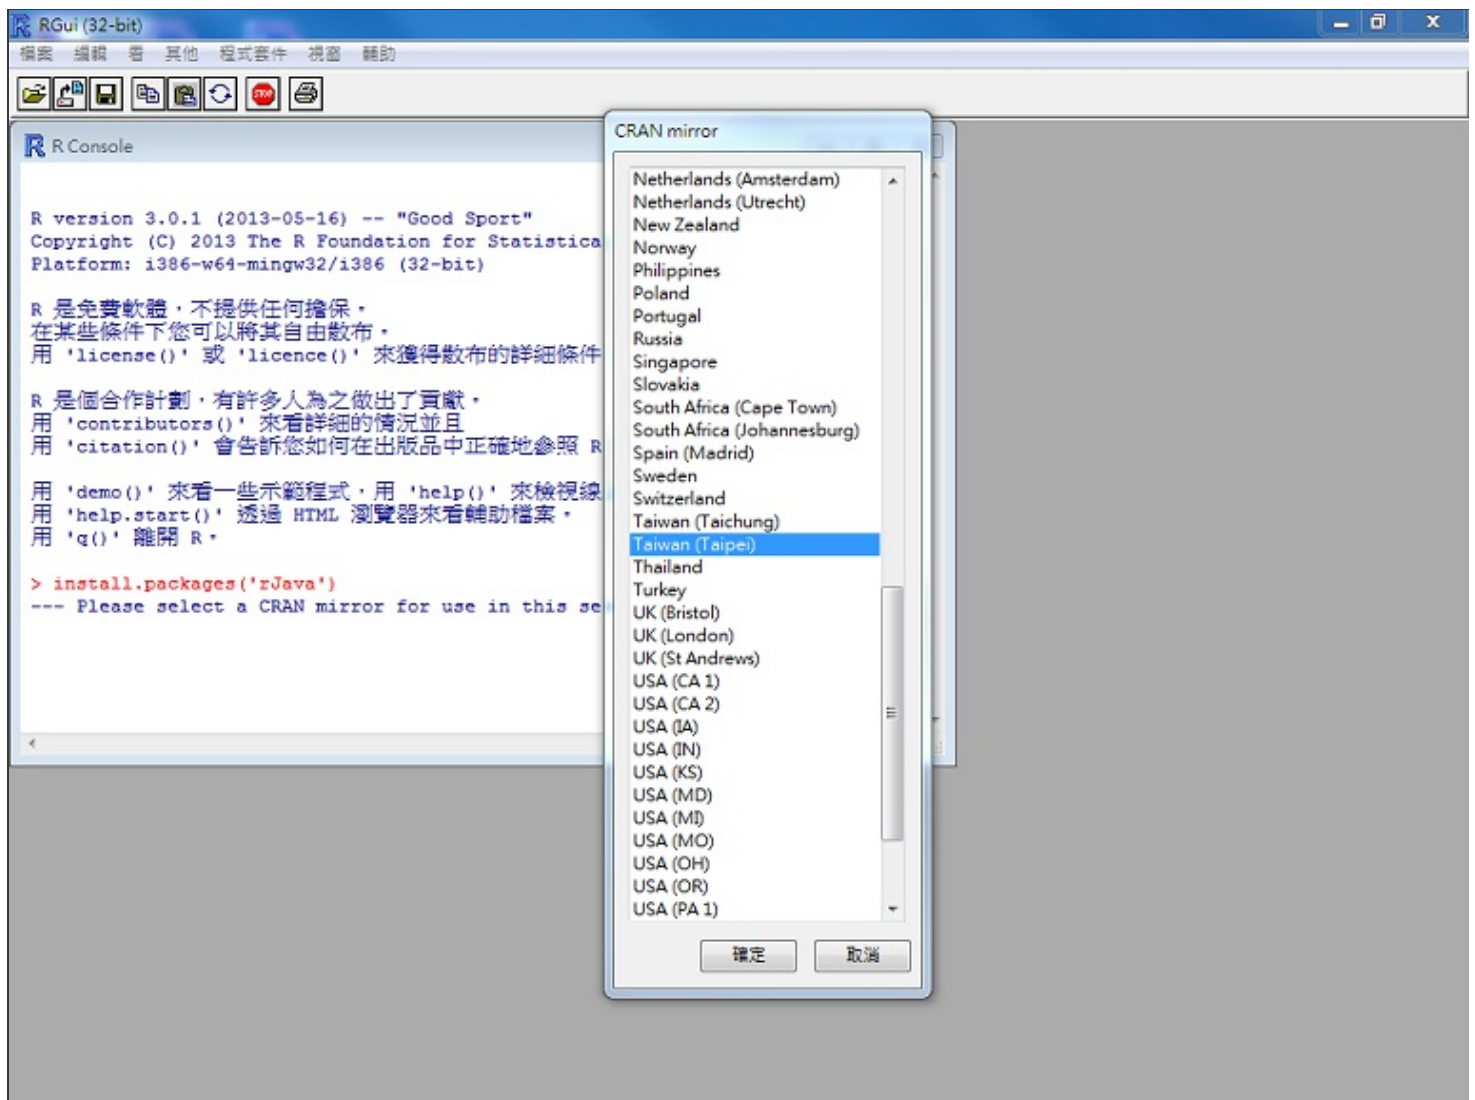 RGui (32-bit)
檔案 編輯 看 其他 程式套件 視窗 輔助
STOP
R Console
R version 3.0.1 (2013-05-16) -- "Good Sport"
Copyright (C) 2013 The R Foundation for Statistica
Platform: i386-w64-mingw32/i386 (32-bit)
R 是免費軟體，不提供任何擔保。
在某些條件下您可以將其自由散布。
用 'license()' 或 'licence()' 來獲得散布的詳細條件
R 是個合作計劃，有許多人為之做出了貢獻。
用 'contributors()' 來看詳細的情況並且
用 'citation()' 會告訴您如何在出版品中正確地參照 R
用 'demo()' 來看一些示範程式，用 'help()' 來檢視線
用 'help.start()' 透過 HTML 瀏覽器來看輔助檔案。
用 'q()' 離開 R。
> install.packages('rJava')
--- Please select a CRAN mirror for use in this se
CRAN mirror
Netherlands (Amsterdam)
Netherlands (Utrecht)
New Zealand
Norway
Philippines
Poland
Portugal
Russia
Singapore
Slovakia
South Africa (Cape Town)
South Africa (Johannesburg)
Spain (Madrid)
Sweden
Switzerland
Taiwan (Taichung)
Taiwan (Taipei)
Thailand
Turkey
UK (Bristol)
UK (London)
UK (St Andrews)
USA (CA 1)
USA (CA 2)
USA (IA)
USA (IN)
USA (KS)
USA (MD)
USA (MI)
USA (MO)
USA (OH)
USA (OR)
USA (PA 1)
確定 取消